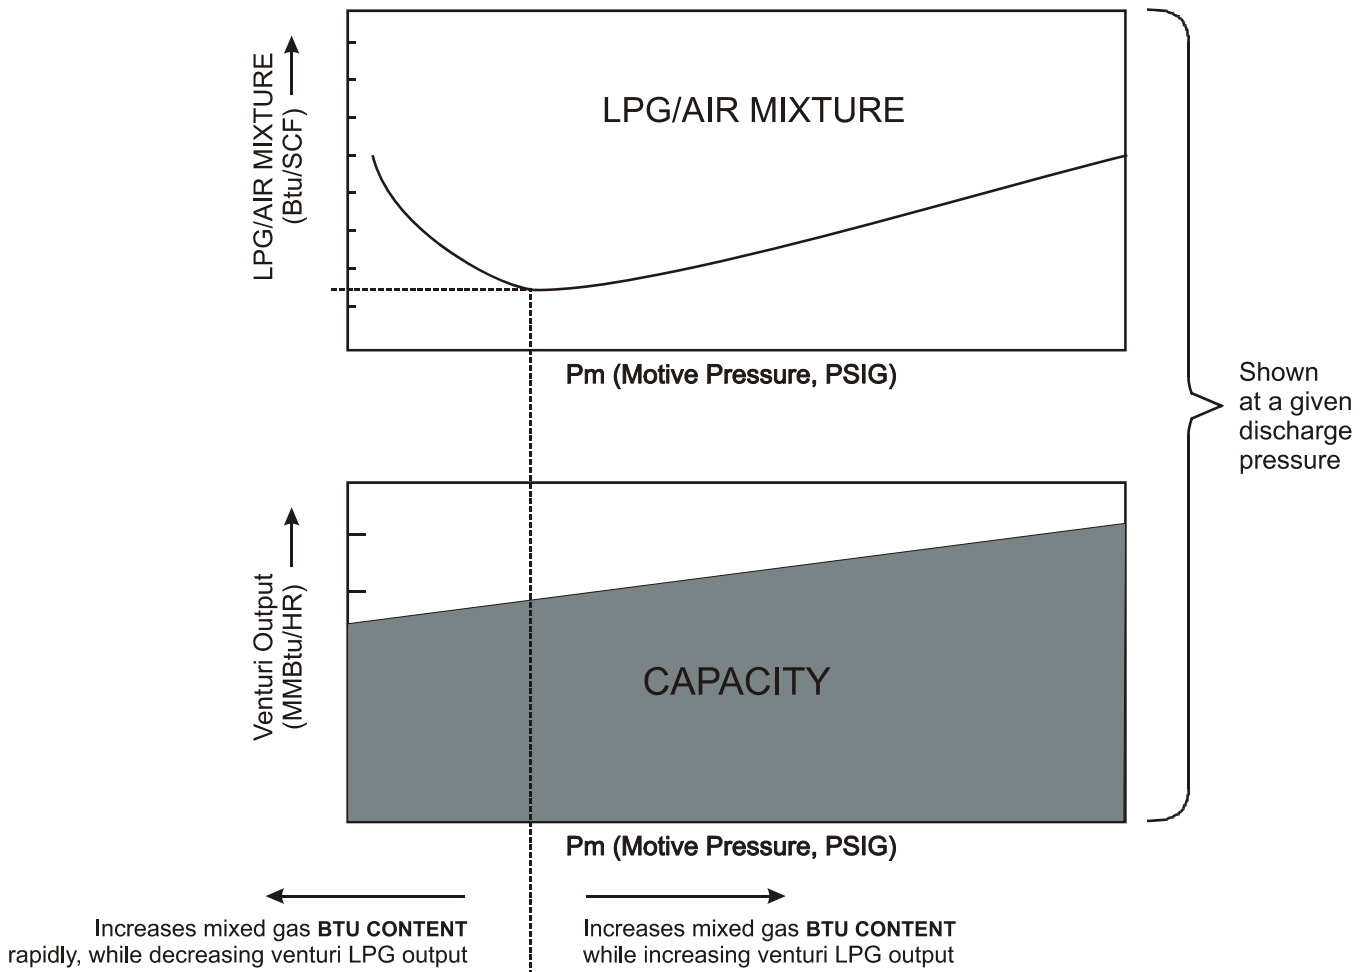 LPG/AIR MIXTURE
(Btu/SCF)
LPG/AIR MIXTURE
Pm (Motive Pressure, PSIG)
Shown
at a given
discharge
pressure
Venturi Output
(MMBtu/HR)
CAPACITY
Pm (Motive Pressure, PSIG)
Increases mixed gas BTU CONTENT
rapidly, while decreasing venturi LPG output
Increases mixed gas BTU CONTENT
while increasing venturi LPG output